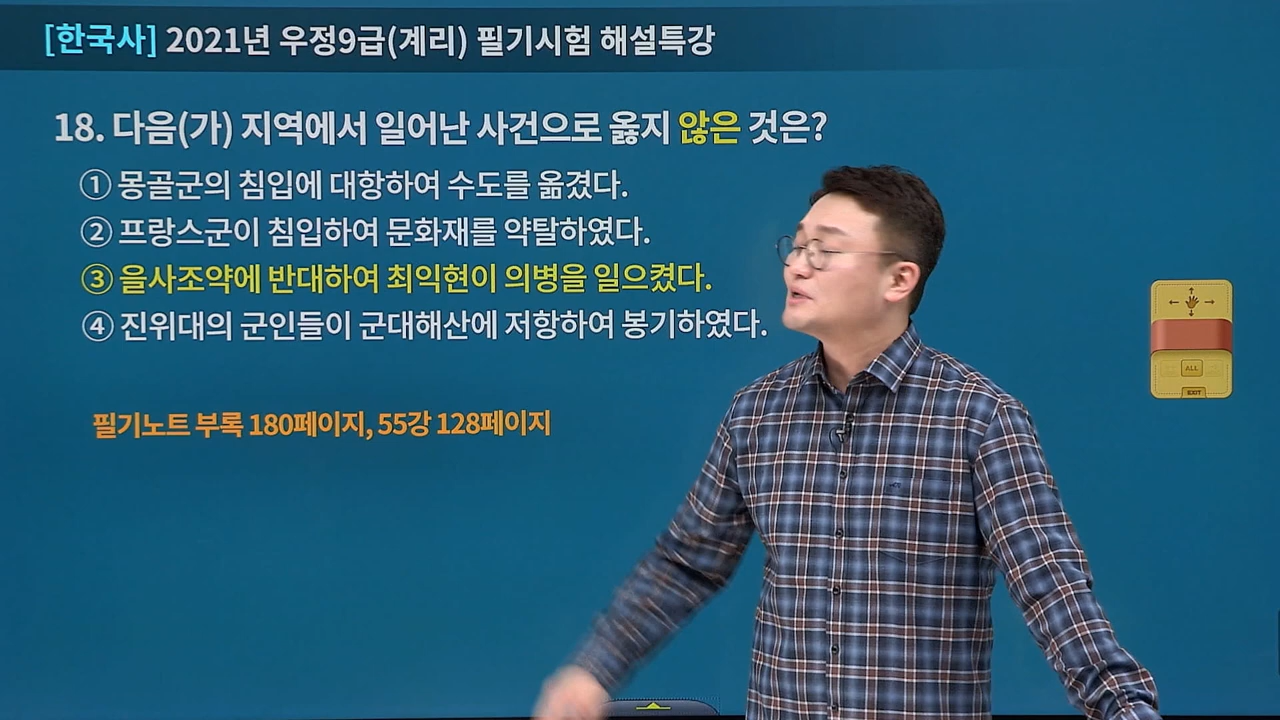 [한국사] 2021년 우정9급(계리) 필기시험 해설특강
18. 다음(가) 지역에서 일어난 사건으로 옳지 않은 것은?
① 몽골군의 침입에 대항하여 수도를 옮겼다.
② 프랑스군이 침입하여 문화재를 약탈하였다.
③ 을사조약에 반대하여 최익현이 의병을 일으켰다.
④ 진위대의 군인들이 군대해산에 저항하여 봉기하였다.
필기노트 부록 180페이지, 55강 128페이지
ALL
EXIT